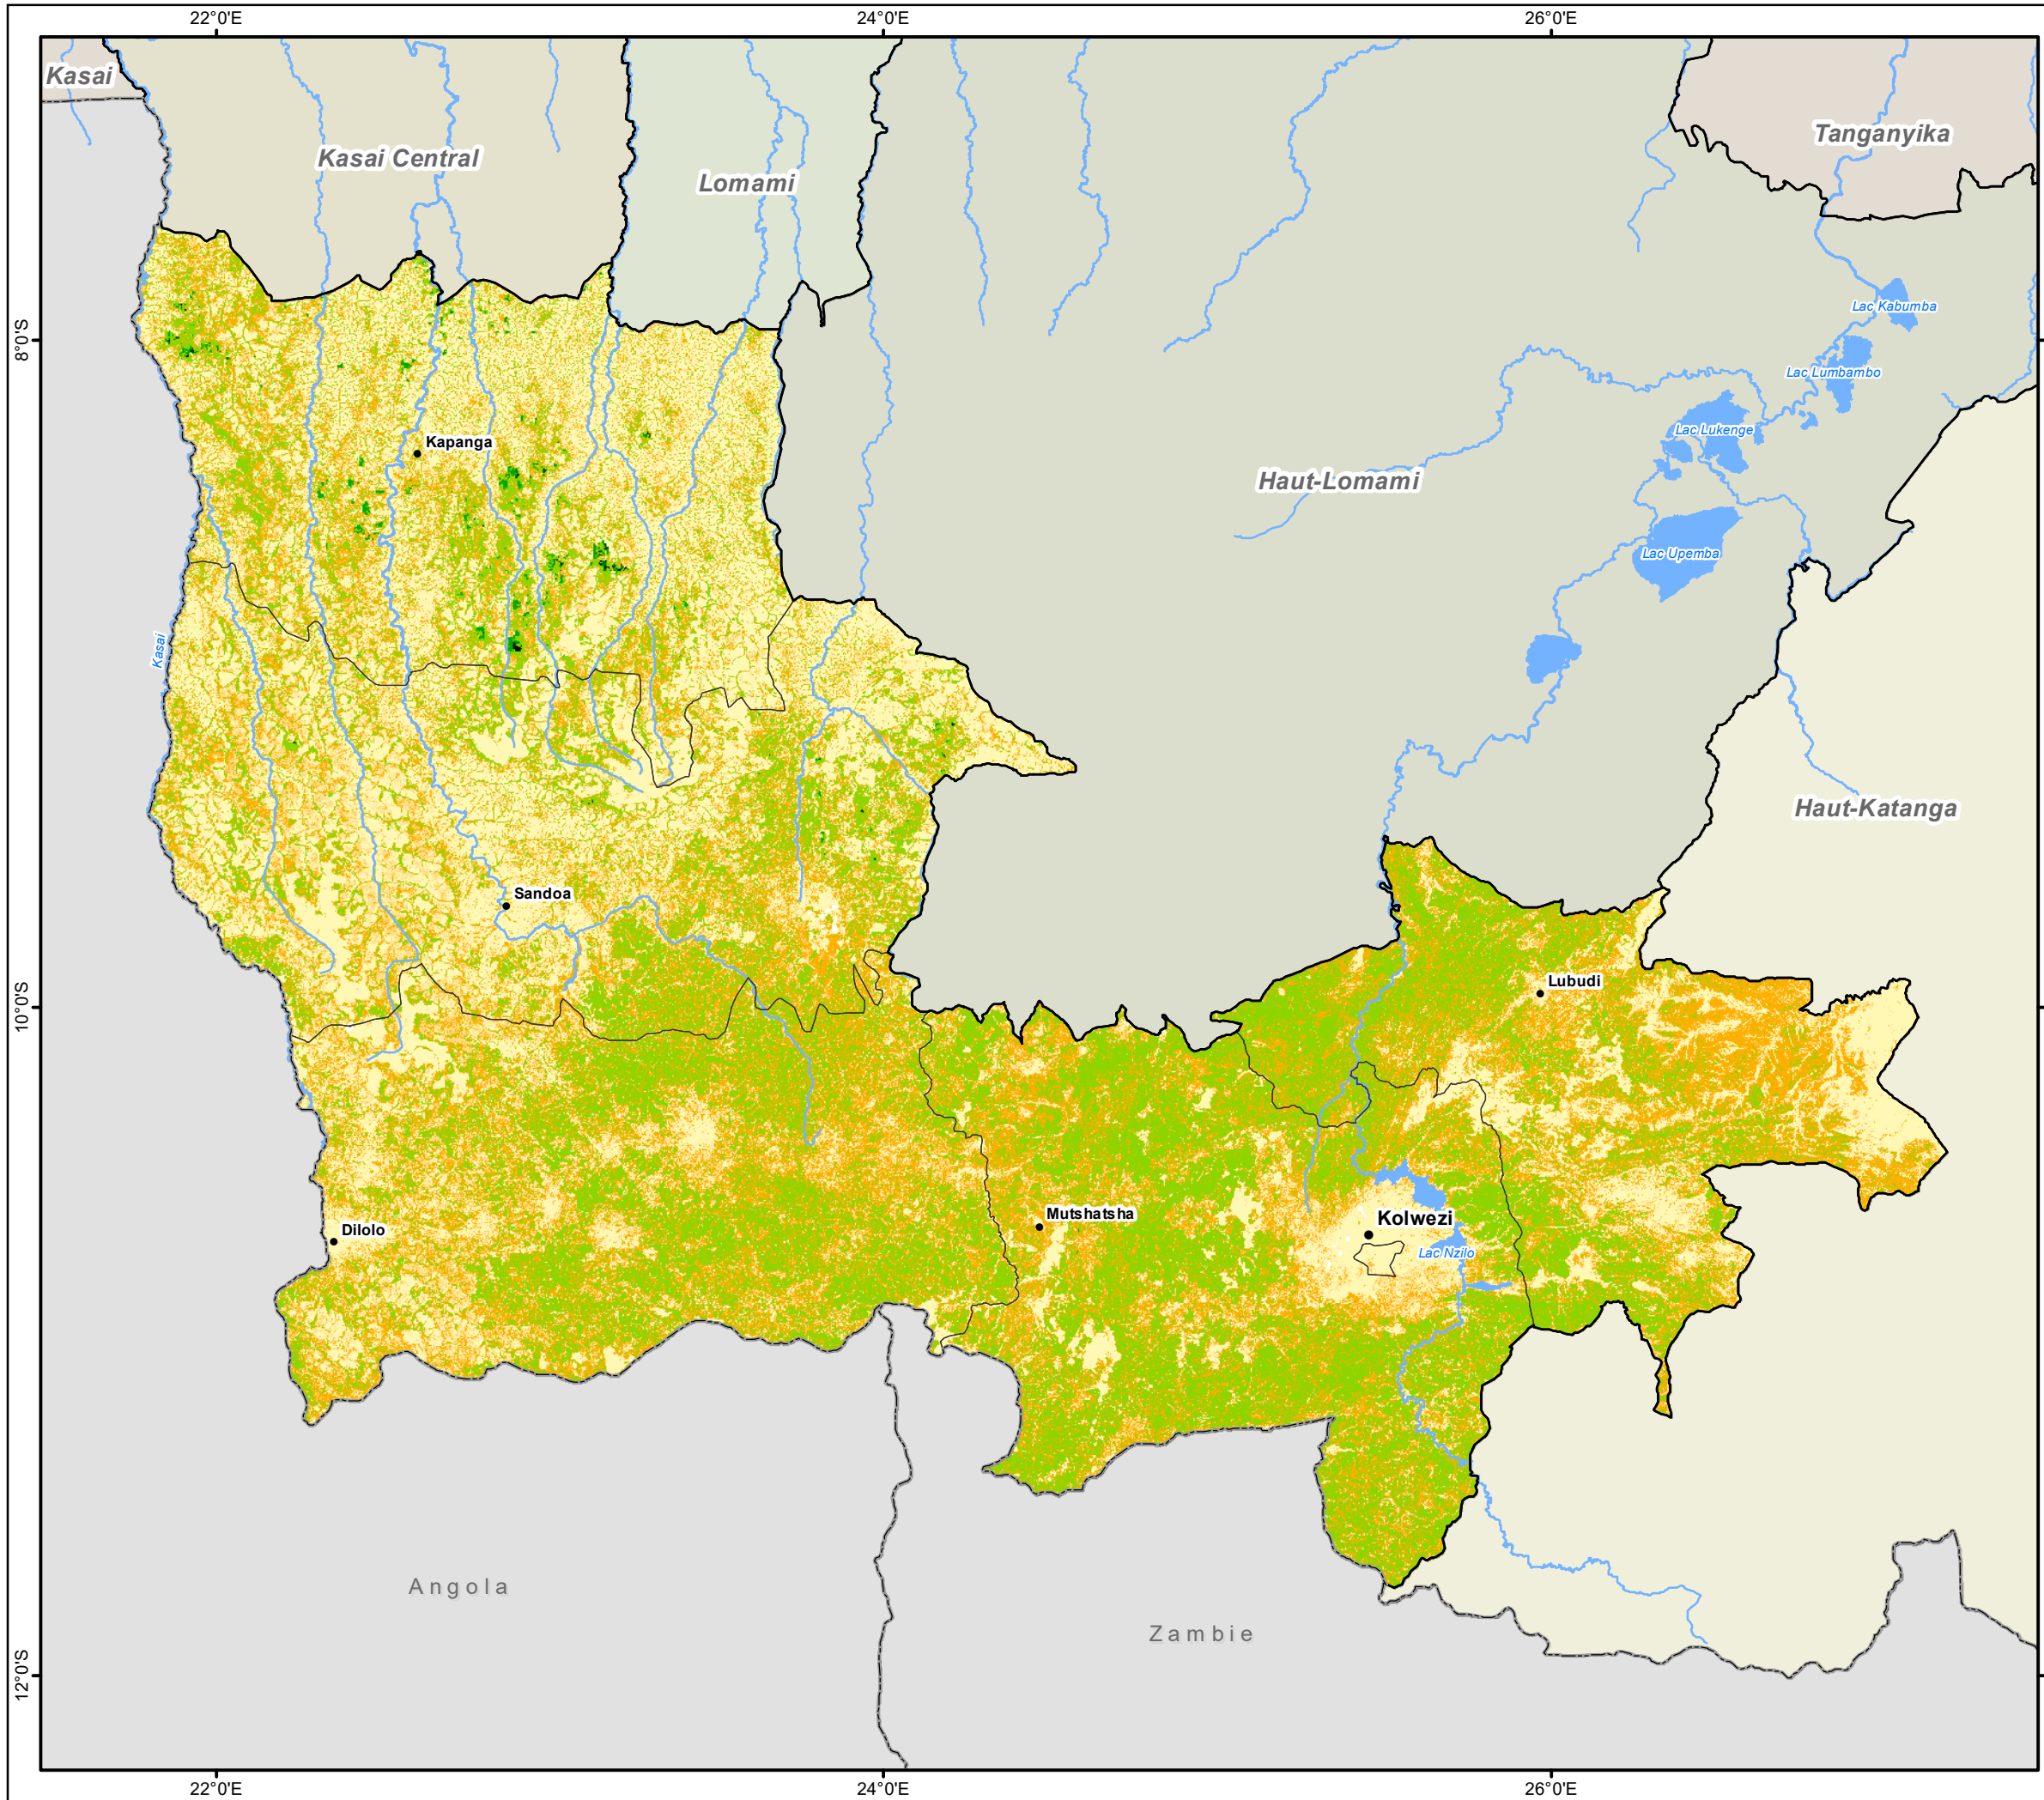 22°0'E
24°0'E
26°0'E
Kasai
Kasai Central
Lomami
Tanganyika
Lac Kabumba
8°0'S
Lac Lumbambo
Lac Lukenge
Kapanga
Haut-Lomami
Lac Upemba
Kasai
Haut-Katanga
Sandoa
Lubudi
10°0'S
Mutshatsha
Kolwezi
Dilolo
Lac Nzilo
Angola
Zambie
12°0'S
22°0'E
24°0'E
26°0'E